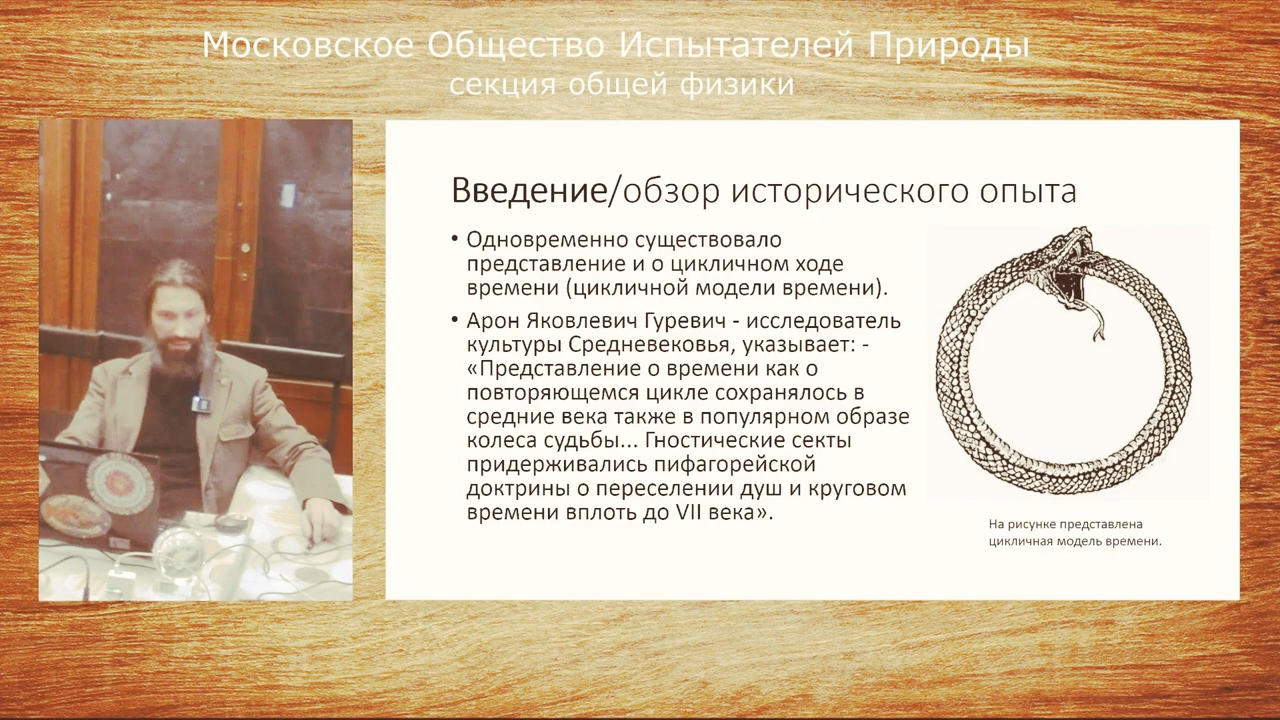 Московское Общество Испытателей Природы
секция общей физики
Введение/обзор исторического опыта
• Одновременно существовало
представление и о цикличном ходе
времени (цикличной модели времени).
• Арон Яковлевич Гуревич - исследователь
культуры Средневековья, указывает: -
«Представление о времени как о
повторяющемся цикле сохранялось в
средние века также в популярном образе
колеса судьбы... Гностические секты
придерживались пифагорейской
доктрины о переселении душ и круговом
времени вплоть до VII века».
На рисунке представлена
цикличная модель времени.